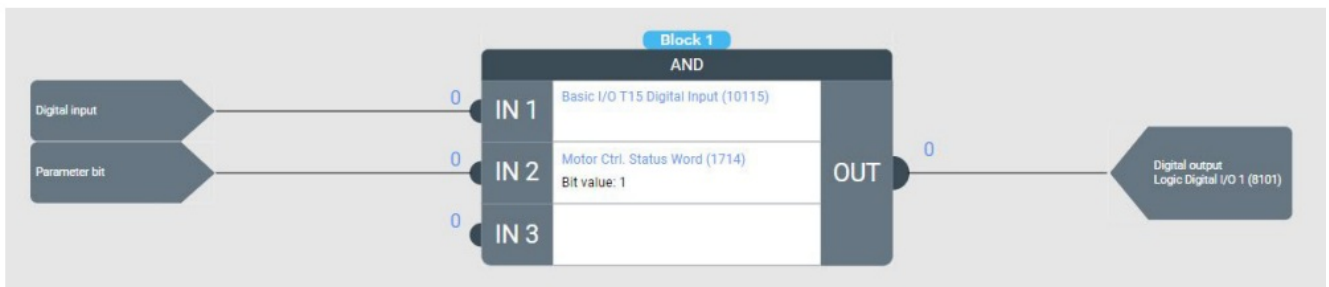 Block 1
AND
Digital input
0
IN 1
Basic I/O T15 Digital Input (10115)
Parameter bit
0
IN 2
Motor Ctrl. Status Word (1714)
Bit value: 1
OUT
0
Digital output
Logic Digital I/O 1 (8101)
0
IN 3